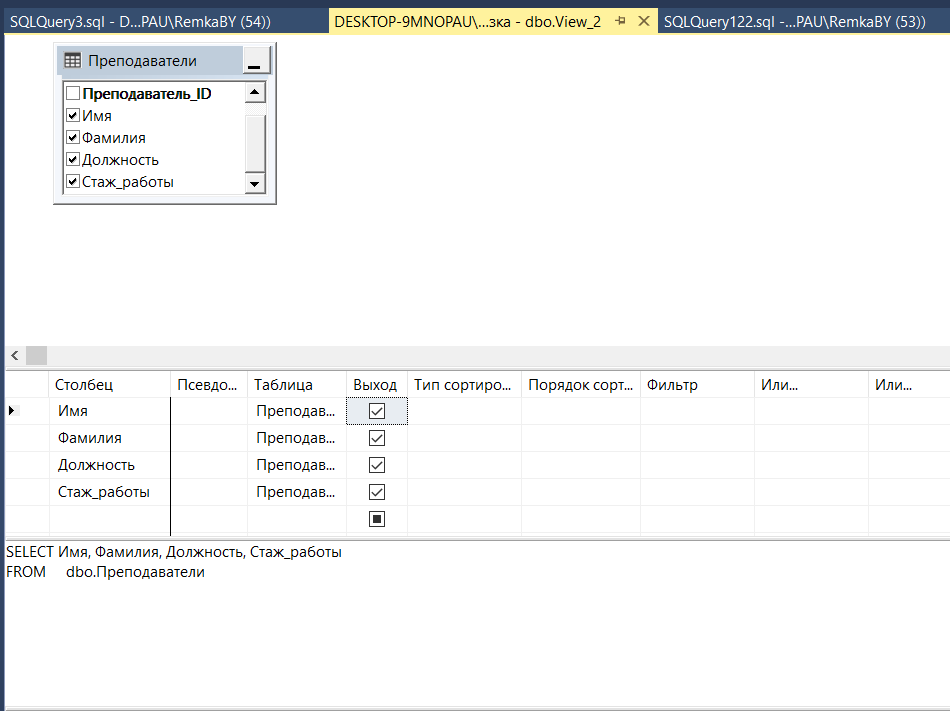 SQLQuery3.sql - D...PAU\RemkaBY (54)) DESKTOP-9MNOPAU\...зка - dbo.View_2 SQLQuery122.sql -...PAU\RemkaBY (53))
Преподаватели
Преподаватель_ID
Имя
Фамилия
Должность
Стаж_работы
Столбец Псевдо... Таблица Выход Тип сортиро... Порядок сорт... Фильтр Или... Или...
Имя Преподав...
Фамилия Преподав...
Должность Преподав...
Стаж_работы Преподав...
SELECT Имя, Фамилия, Должность, Стаж_работы
FROM dbo.Преподаватели